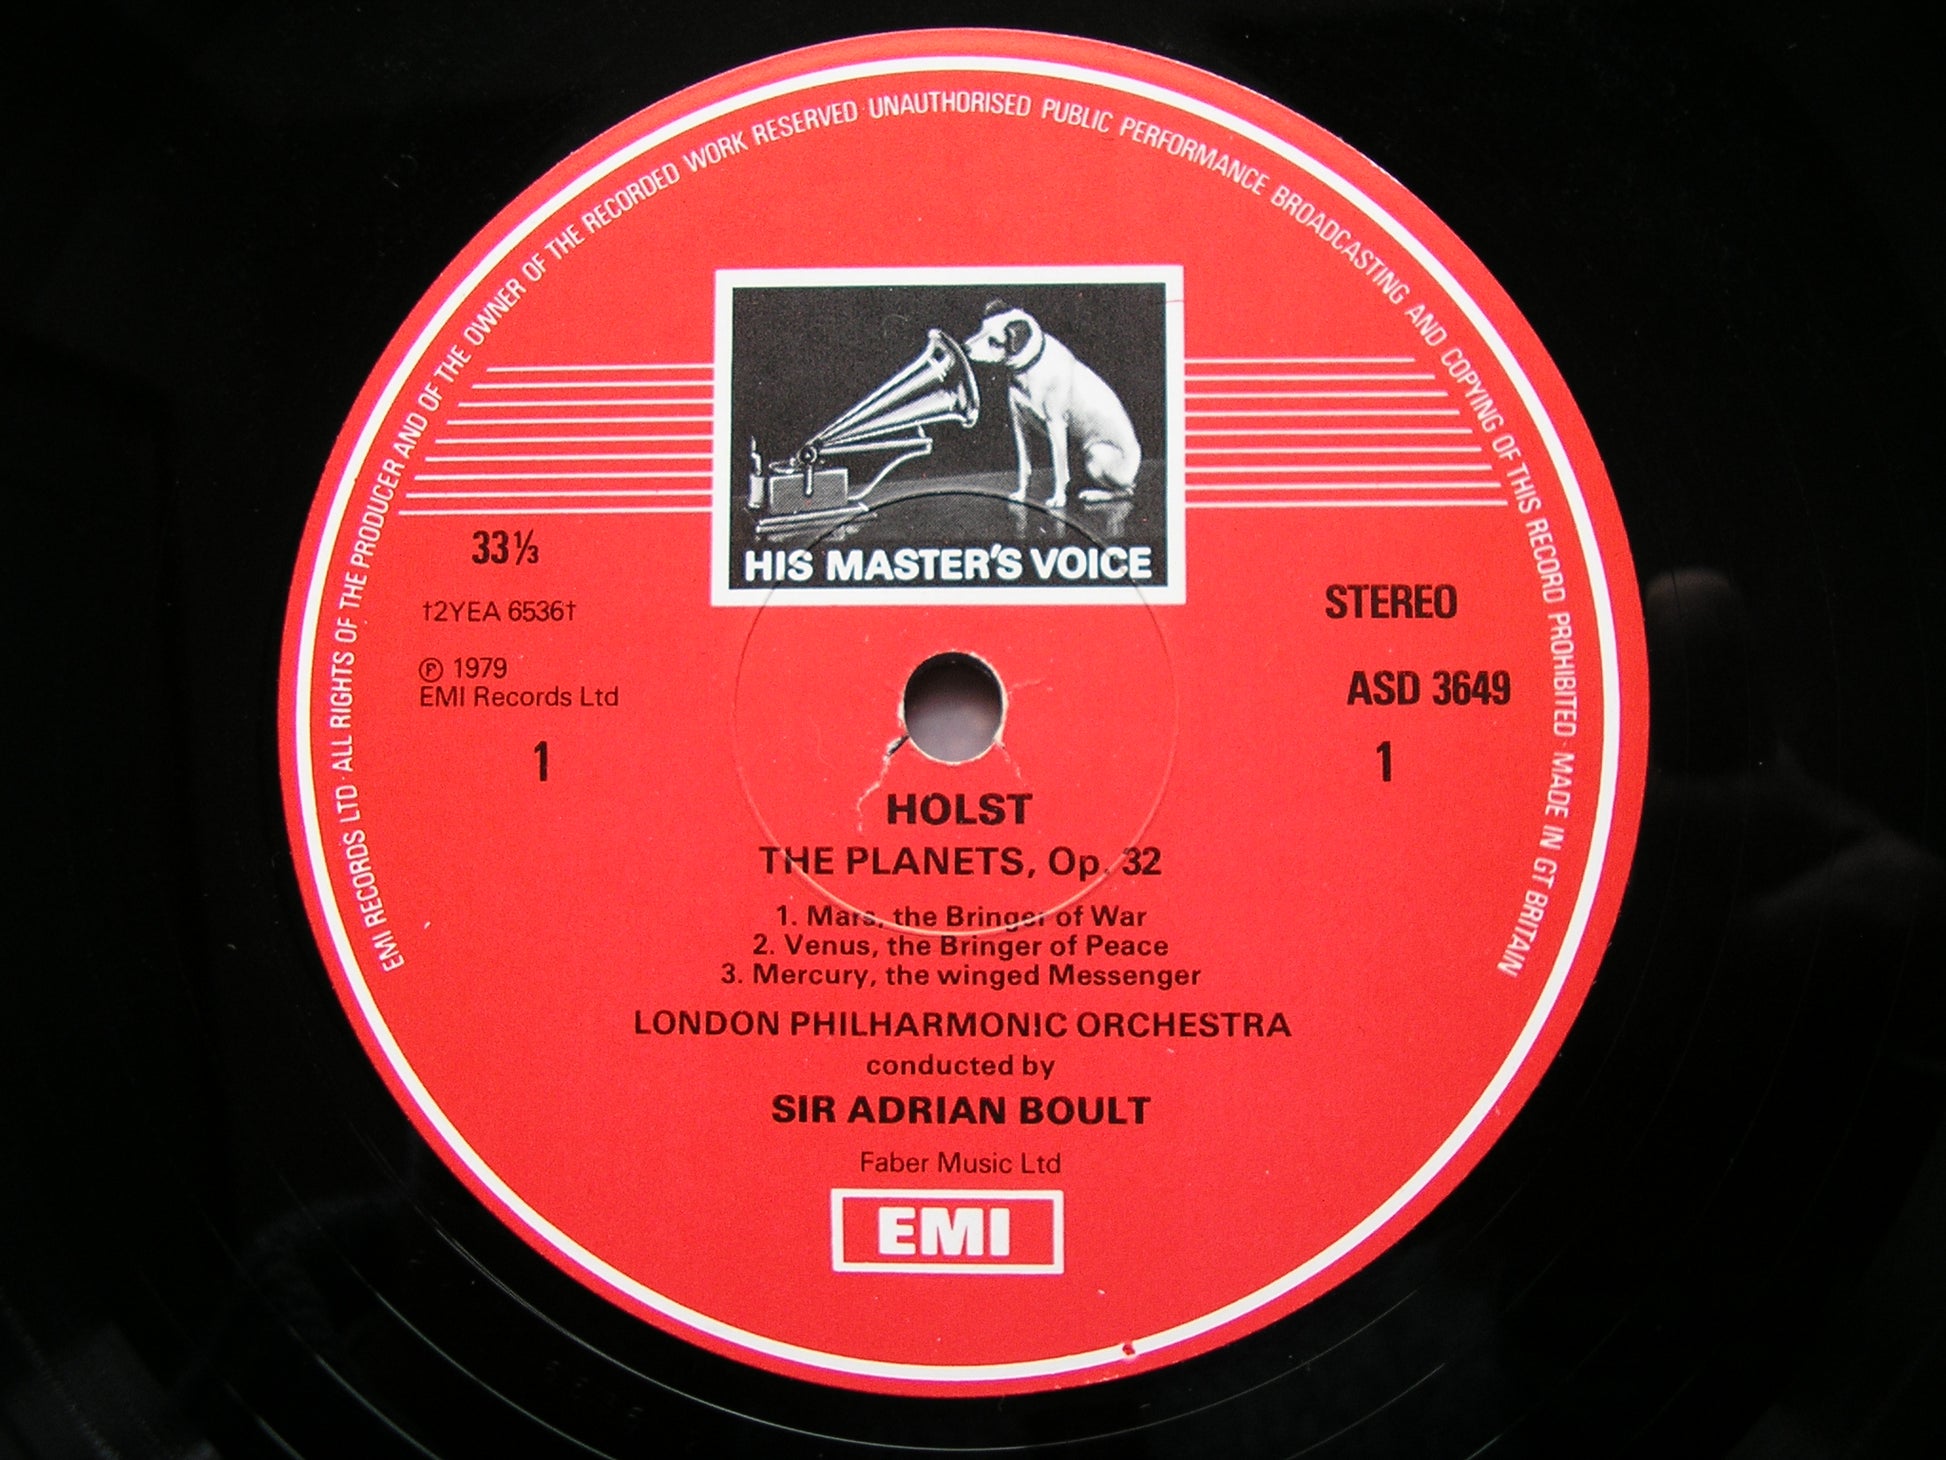 EMI RECORDS LTD · ALL RIGHTS OF THE PRODUCER AND OF THE OWNER OF THE RECORDED WORK RESERVED · UNAUTHORISED PUBLIC PERFORMANCE BROADCASTING AND COPYING OF THIS RECORD PROHIBITED · MADE IN GT BRITAIN
HIS MASTER'S VOICE
33⅓
†2YEA 6536†
℗ 1979
EMI Records Ltd
1
STEREO
ASD 3649
1
HOLST
THE PLANETS, Op. 32
1. Mars, the Bringer of War
2. Venus, the Bringer of Peace
3. Mercury, the winged Messenger
LONDON PHILHARMONIC ORCHESTRA
conducted by
SIR ADRIAN BOULT
Faber Music Ltd
EMI